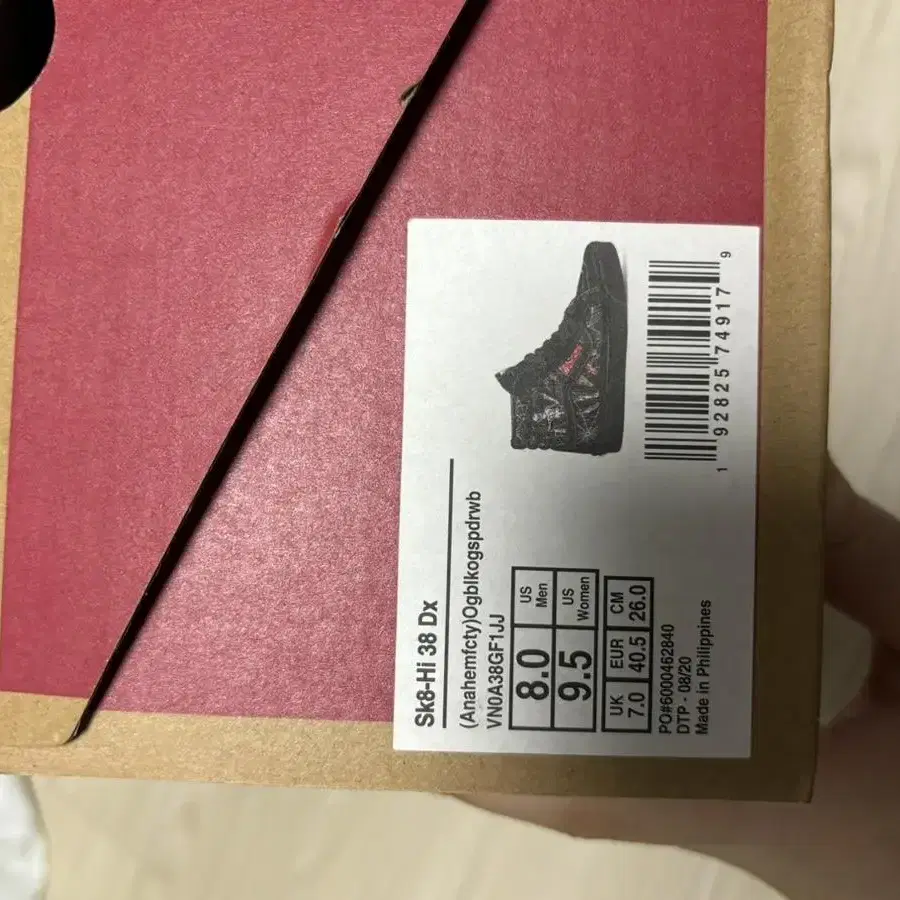 Sk8-Hi 38 Dx
(Anahemfcty)Ogblkogspdrwb
VN0A38GF1JJ
8.0 US Men
9.5 US Women
UK EUR CM
7.0 40.5 26.0
PO#6000462840
DTP - 08/20
Made in Philippines
1 92825 74917 9